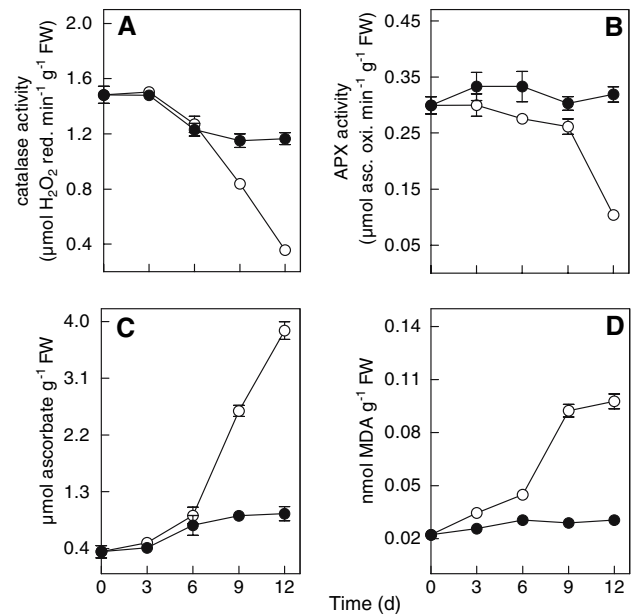 A
catalase activity
(µmol H₂O₂ red. min⁻¹ g⁻¹ FW)
2.0
1.6
1.2
0.8
0.4
B
APX activity
(µmol asc. oxi. min⁻¹ g⁻¹ FW)
0.45
0.35
0.25
0.15
0.05
C
µmol ascorbate g⁻¹ FW
4.0
3.1
2.2
1.3
0.4
0 3 6 9 12
D
nmol MDA g⁻¹ FW
0.14
0.11
0.08
0.05
0.02
0 3 6 9 12
Time (d)